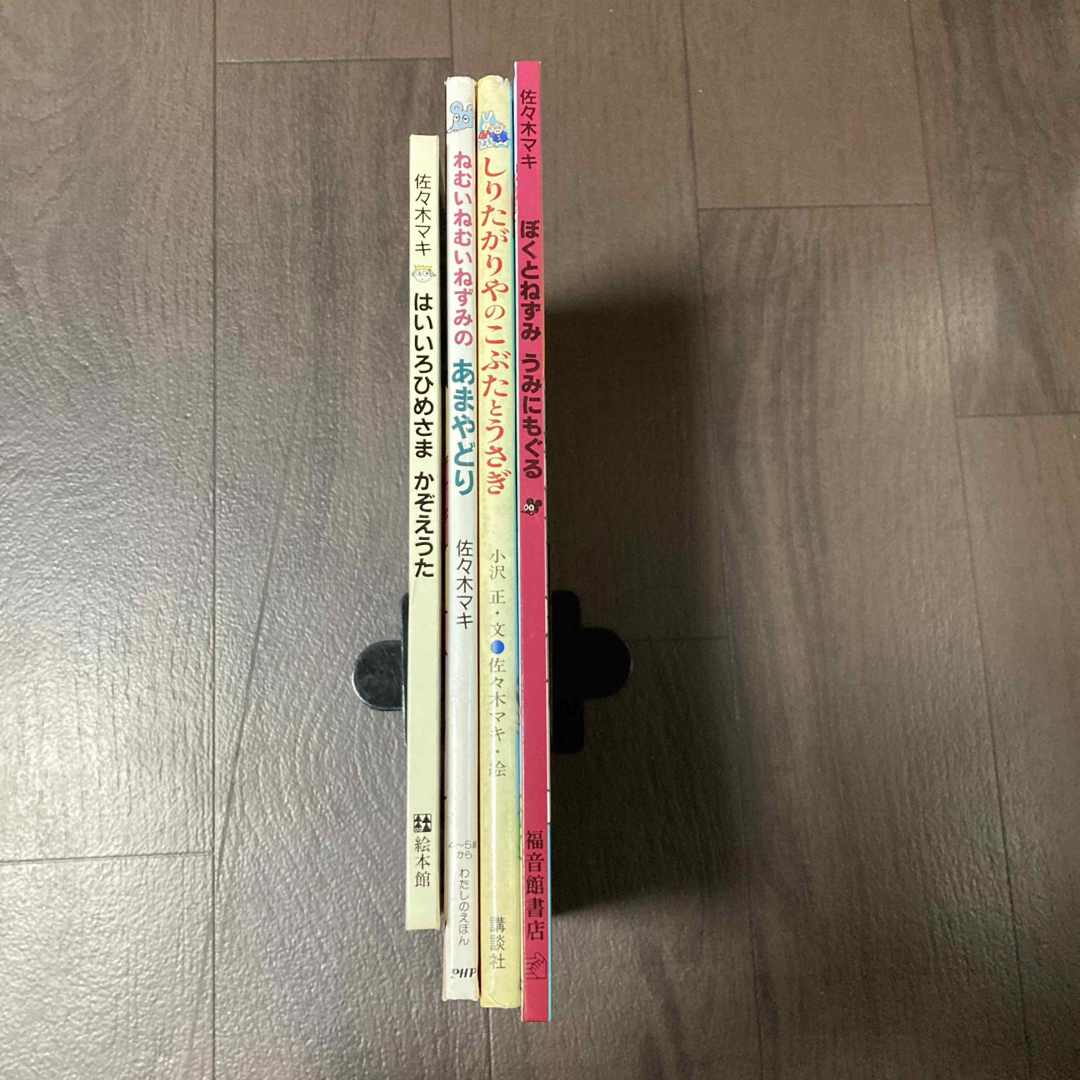 佐々木マキ
はいいろひめさま かぞえうた
絵本館
ねむいねむいねずみの
あまやどり
佐々木マキ
4〜5歳
から
わたしのえほん
PHP
しりたがりやのこぶたとうさぎ
小沢 正・文●佐々木マキ・絵
講談社
佐々木マキ
ぼくとねずみ うみにもぐる
福音館書店